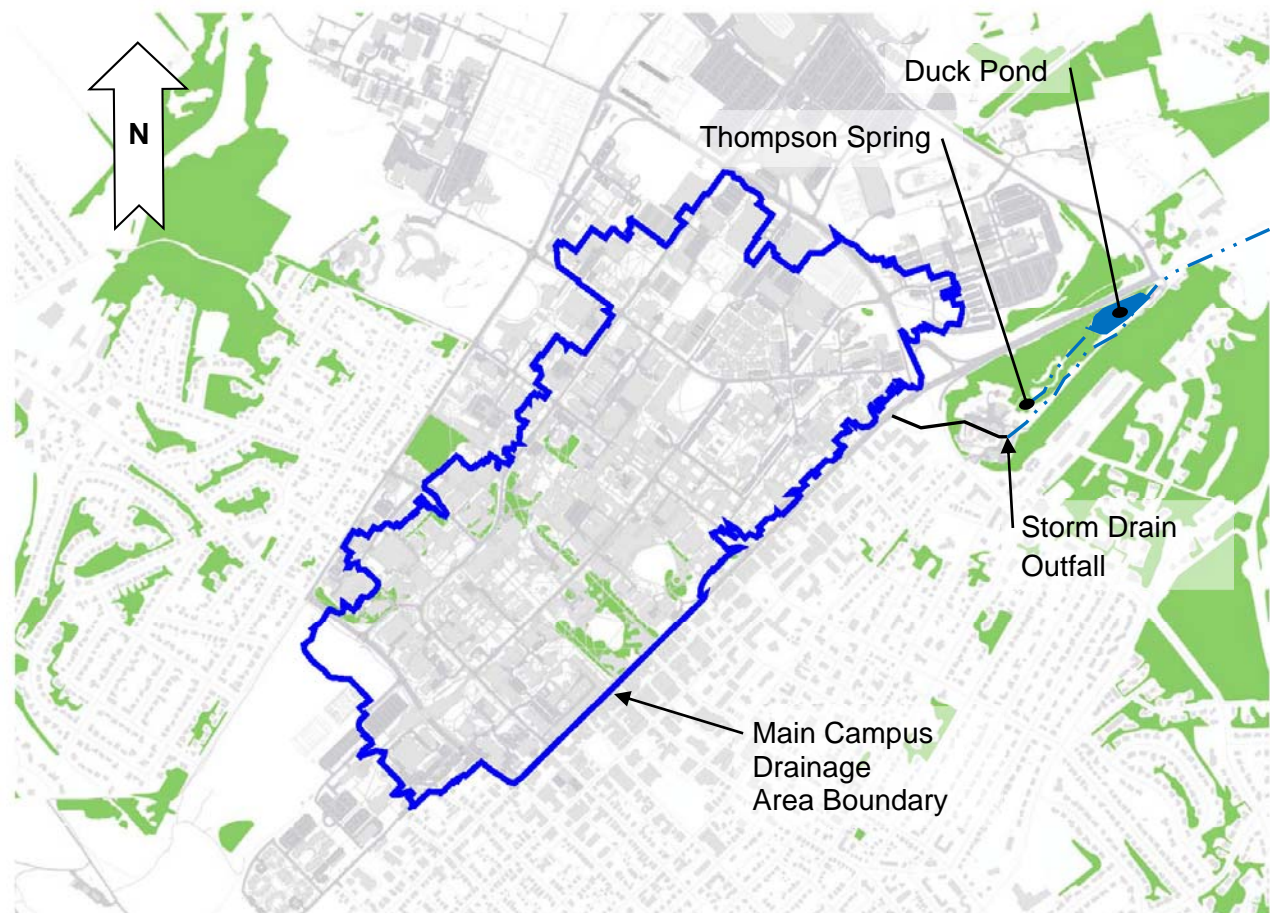 Duck Pond
N
Thompson Spring
Storm Drain
Outfall
Main Campus
Drainage
Area Boundary